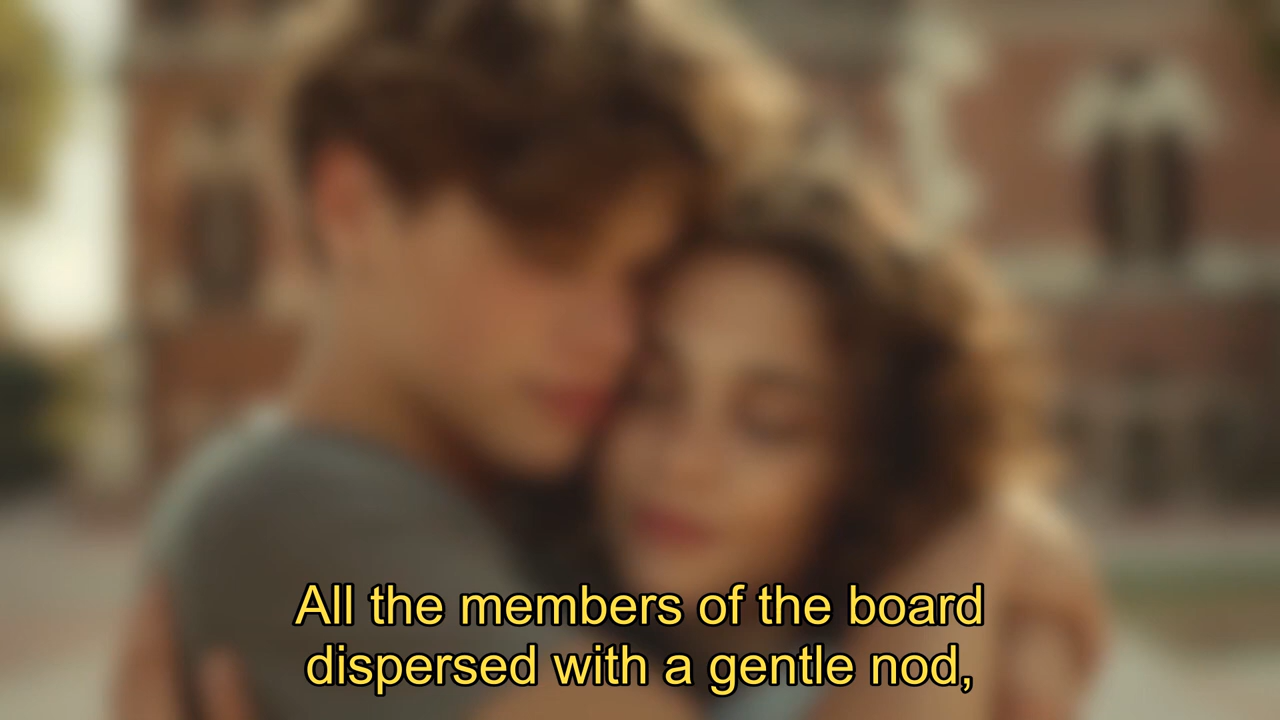 All the members of the board
dispersed with a gentle nod,